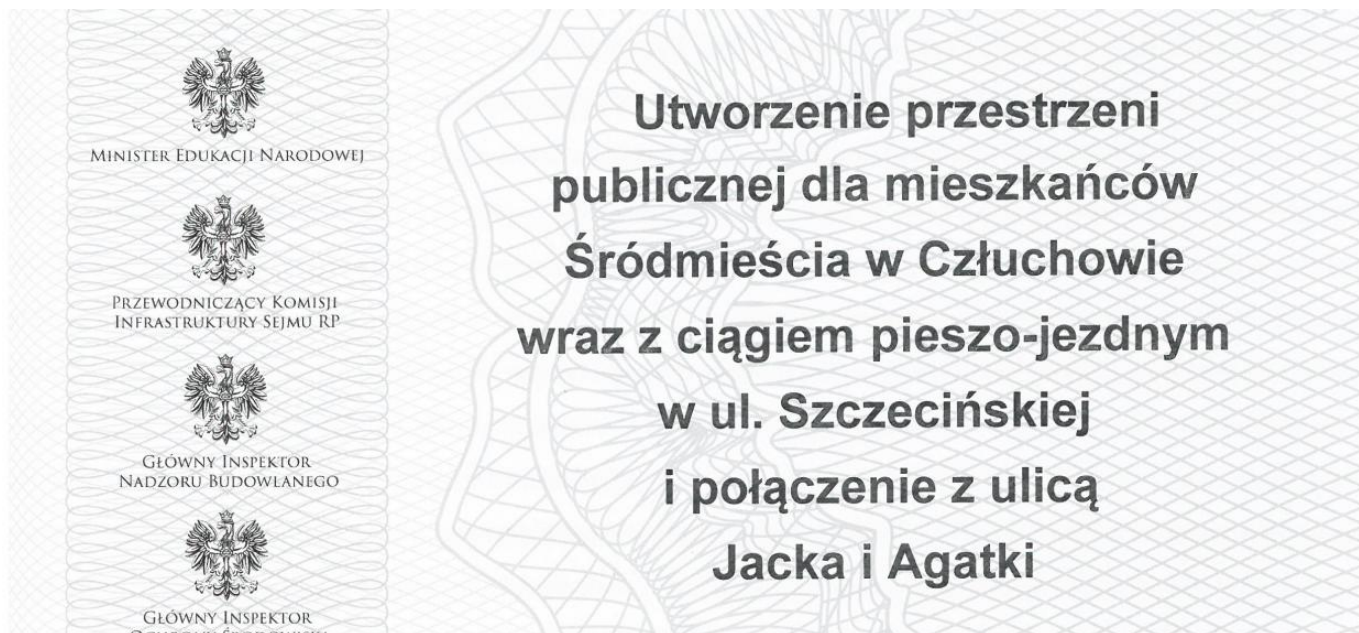 MINISTER EDUKACJI NARODOWEJ
PRZEWODNICZĄCY KOMISJI
INFRASTRUKTURY SEJMU RP
GŁÓWNY INSPEKTOR
NADZORU BUDOWLANEGO
GŁÓWNY INSPEKTOR
Utworzenie przestrzeni
publicznej dla mieszkańców
Śródmieścia w Człuchowie
wraz z ciągiem pieszo-jezdnym
w ul. Szczecińskiej
i połączenie z ulicą
Jacka i Agatki